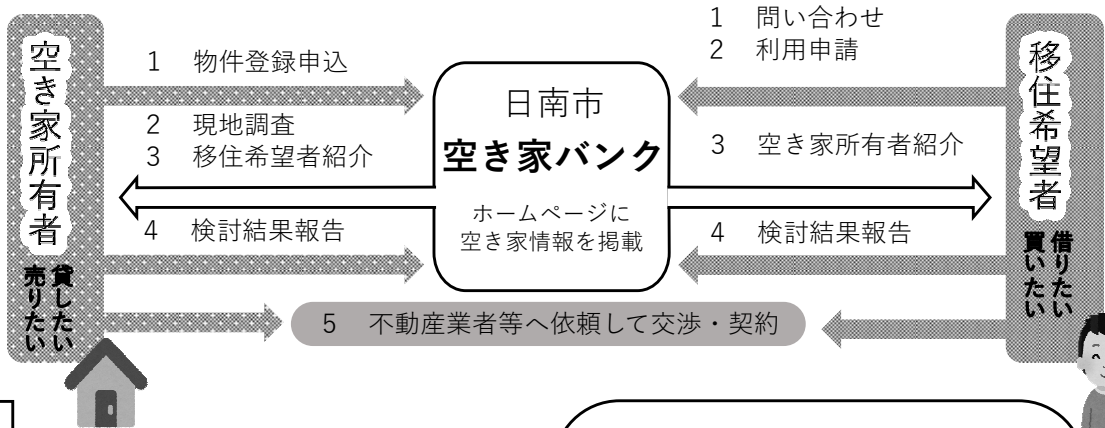 空き家所有者
貸したい
売りたい
1 物件登録申込
2 現地調査
3 移住希望者紹介
4 検討結果報告
日南市
空き家バンク
ホームページに
空き家情報を掲載
1 問い合わせ
2 利用申請
3 空き家所有者紹介
4 検討結果報告
移住希望者
借りたい
買いたい
5 不動産業者等へ依頼して交渉・契約